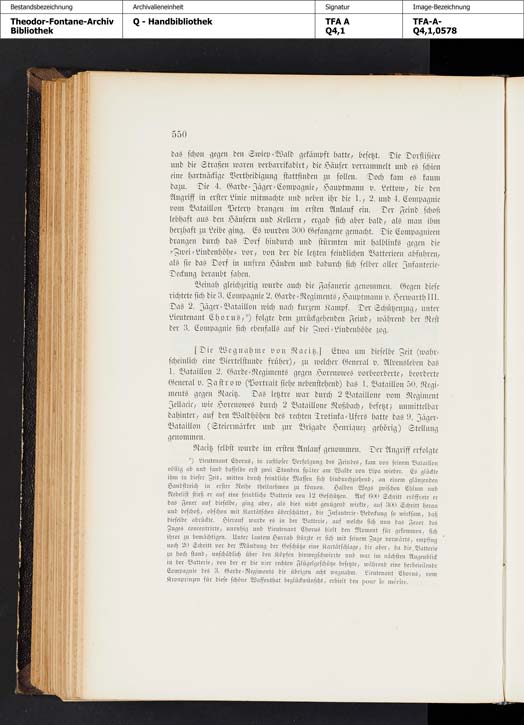 Bestandsbezeichnung
Archivalieneinheit
Signatur
Image-Bezeichnung
Theodor-Fontane-Archiv
Bibliothek
Q - Handbibliothek
TFA A
Q4,1
TFA-A-
Q4,1,0578
550
das schon gegen den Swiep-Wald gekämpft hatte, besetzt. Die Dorflisière
und die Straßen waren verbarrikadirt, die Häuser verrammelt und es schien
eine hartnäckige Vertheidigung stattfinden zu sollen. Doch kam es kaum
dazu. Die 4. Garde-Jäger-Compagnie, Hauptmann v. Lettow, die den
Angriff in erster Linie mitmachte und neben ihr die 1., 2. und 4. Compagnie
vom Bataillon Petery drangen im ersten Anlauf ein. Der Feind schoß
lebhaft aus den Häusern und Kellern, ergab sich aber bald, als man ihm
herzhaft zu Leibe ging. Es wurden 300 Gefangene gemacht. Die Compagnieen
drangen durch das Dorf hindurch und stürmten mit halblinks gegen die
»Zwei-Lindenhöhe« vor, von der die letzten feindlichen Batterieen abfuhren,
als sie das Dorf in unsren Händen und dadurch sich selber aller Infanterie-
Deckung beraubt sahen.
Beinah gleichzeitig wurde auch die Fasanerie genommen. Gegen diese
richtete sich die 3. Compagnie 2. Garde-Regiments, Hauptmann v. Herwarth III.
Das 2. Jäger-Bataillon wich nach kurzem Kampf. Der Schützenzug, unter
Lieutenant Chorus,*) folgte dem zurückgehenden Feind, während der Rest
der 3. Compagnie sich ebenfalls auf die Zwei-Lindenhöhe zog.
[Die Wegnahme von Racitz.] Etwa um dieselbe Zeit (wahr-
scheinlich eine Viertelstunde früher), zu welcher General v. Alvensleben das
1. Bataillon 2. Garde-Regiments gegen Horenowes vorbeorderte, beorderte
General v. Zastrow (Portrait siehe nebenstehend) das 1. Bataillon 50. Regi-
ments gegen Racitz. Das letztre war durch 2 Bataillone vom Regiment
Jellacic, wie Horenowes durch 2 Bataillone Roßbach, besetzt; unmittelbar
dahinter, auf den Waldhöhen des rechten Trotinka-Ufers hatte das 9. Jäger-
Bataillon (Steiermärker und zur Brigade Henriquez gehörig) Stellung
genommen.
Racitz selbst wurde im ersten Anlauf genommen. Der Angriff erfolgte
*) Lieutenant Chorus, in rastloser Verfolgung des Feindes, kam von seinem Bataillon
völlig ab und fand dasselbe erst zwei Stunden später am Walde von Lipa wieder. Es glückte
ihm in dieser Zeit, mitten durch feindliche Massen sich hindurchziehend, an einem glänzenden
Handstreich in erster Reihe theilnehmen zu können. Halben Wegs zwischen Chlum und
Nedelist stieß er auf eine feindliche Batterie von 12 Geschützen. Auf 600 Schritt eröffnete er
das Feuer auf dieselbe, ging aber, als dies nicht genügend wirkte, auf 300 Schritt heran
und beschoß, obschon mit Kartätschen überschüttet, die Infanterie-Bedeckung so wirksam, daß
dieselbe abrückte. Hierauf wurde es in der Batterie, auf welche sich nun das Feuer des
Zuges concentrirte, unruhig und Lieutenant Chorus hielt den Moment für gekommen, sich
ihrer zu bemächtigen. Unter lautem Hurrah stürzte er sich mit seinem Zuge vorwärts, empfing
noch 20 Schritt vor der Mündung der Geschütze eine Kartätschlage, die aber, da die Batterie
zu hoch stand, unschädlich über den Köpfen hinwegschwirrte und war im nächsten Augenblick
in der Batterie, von der er die vier rechten Flügelgeschütze besetzte, während eine herbeieilende
Compagnie des 3. Garde-Regiments die übrigen acht wegnahm. Lieutenant Chorus, vom
Kronprinzen für diese schöne Waffenthat beglückwünscht, erhielt den pour le mérite.